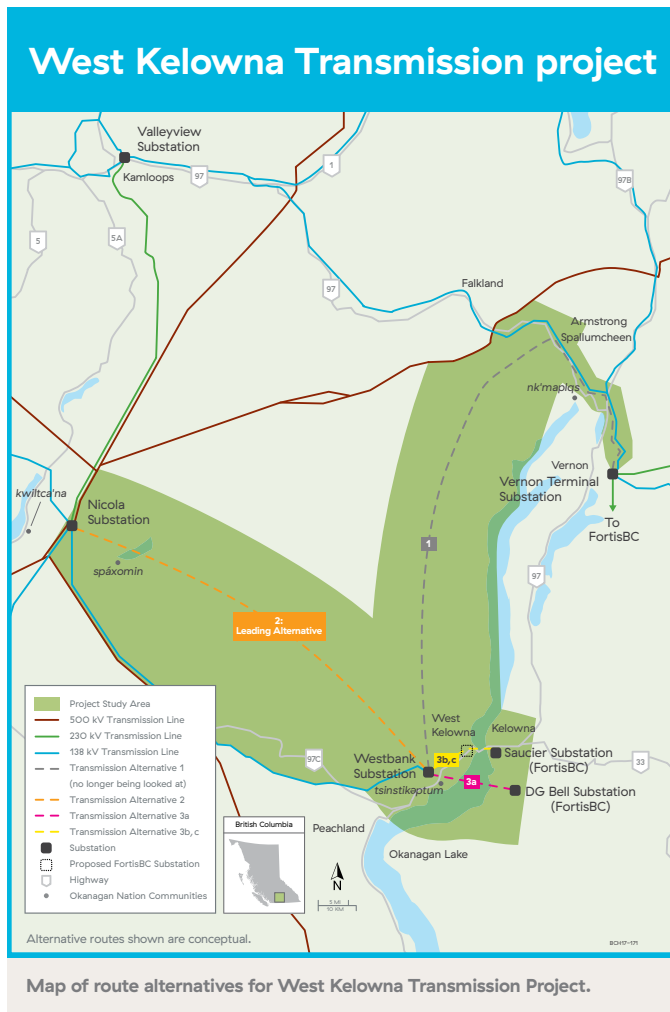 West Kelowna Transmission project
Valleyview
Substation
Kamloops
97
1
97B
5
5A
97
Falkland
Armstrong
Spallumcheen
nk'maplqs
kwiltca'na
Nicola
Substation
spáxomin
Vernon
Vernon Terminal
Substation
To
FortisBC
1
97
2:
Leading Alternative
West
Kelowna
Kelowna
Westbank
Substation
3b,c
Saucier Substation
(FortisBC)
33
97C
tsinstikəptum
3a
DG Bell Substation
(FortisBC)
Peachland
Okanagan Lake
Project Study Area
500 kV Transmission Line
230 kV Transmission Line
138 kV Transmission Line
Transmission Alternative 1
(no longer being looked at)
Transmission Alternative 2
Transmission Alternative 3a
Transmission Alternative 3b, c
Substation
Proposed FortisBC Substation
Highway
Okanagan Nation Communities
British Columbia
N
5 MI
10 KM
Alternative routes shown are conceptual.
BCH17-171
Map of route alternatives for West Kelowna Transmission Project.